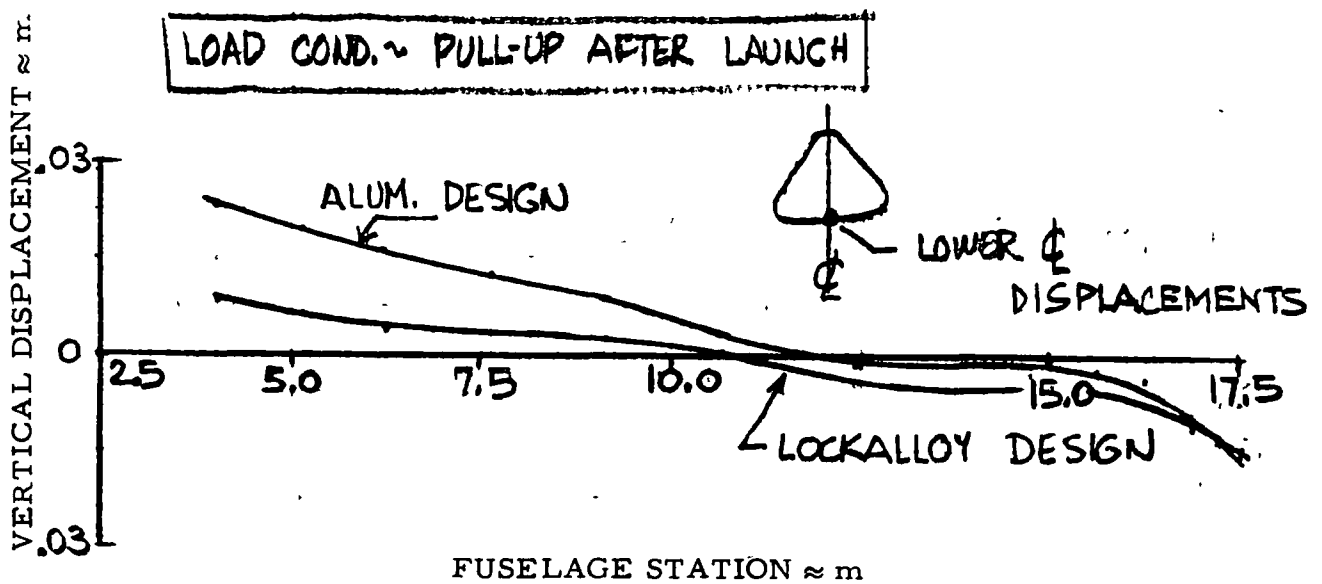 LOAD COND.~ PULL-UP AFTER LAUNCH
VERTICAL DISPLACEMENT ≈ m.
.03
ALUM. DESIGN
LOWER ℄
DISPLACEMENTS
℄
0
2.5 5.0 7.5 10.0 15.0 17.5
LOCKALLOY DESIGN
.03
FUSELAGE STATION ≈ m